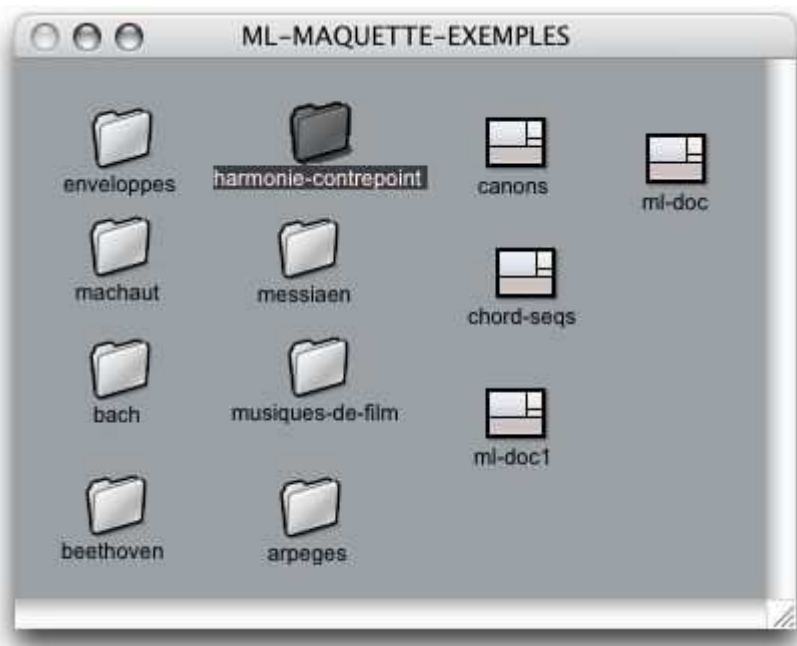 ML-MAQUETTE-EXEMPLES
enveloppes
harmonie-contrepoint
canons
ml-doc
machaut
messiaen
chord-seqs
bach
musiques-de-film
ml-doc1
beethoven
arpeges